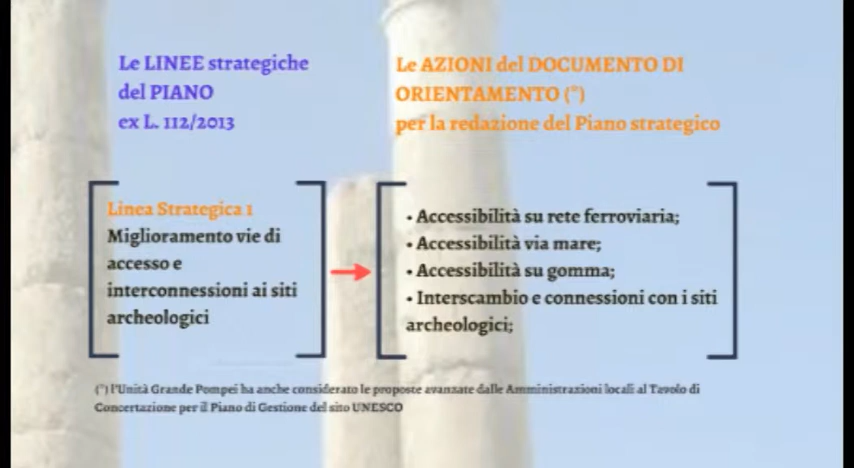 Le LINEE strategiche
del PIANO
ex L. 112/2013
Le AZIONI del DOCUMENTO DI
ORIENTAMENTO (°)
per la redazione del Piano strategico
Linea Strategica 1
Miglioramento vie di
accesso e
interconnessioni ai siti
archeologici
• Accessibilità su rete ferroviaria;
• Accessibilità via mare;
• Accessibilità su gomma;
• Interscambio e connessioni con i siti
archeologici;
(°) l'Unità Grande Pompei ha anche considerato le proposte avanzate dalle Amministrazioni locali al Tavolo di
Concertazione per il Piano di Gestione del sito UNESCO